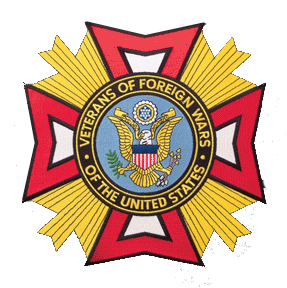 VETERANS OF FOREIGN WARS
· OF THE UNITED STATES ·